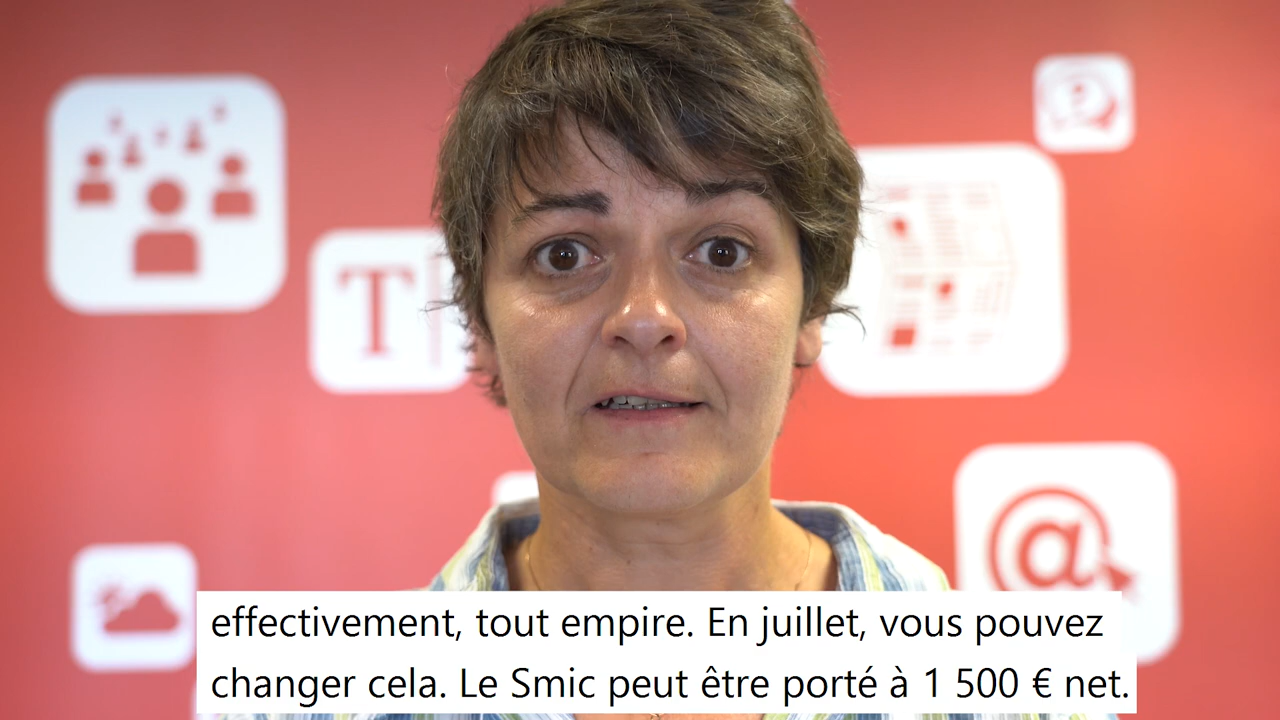 T
@
effectivement, tout empire. En juillet, vous pouvez
changer cela. Le Smic peut être porté à 1 500 € net.